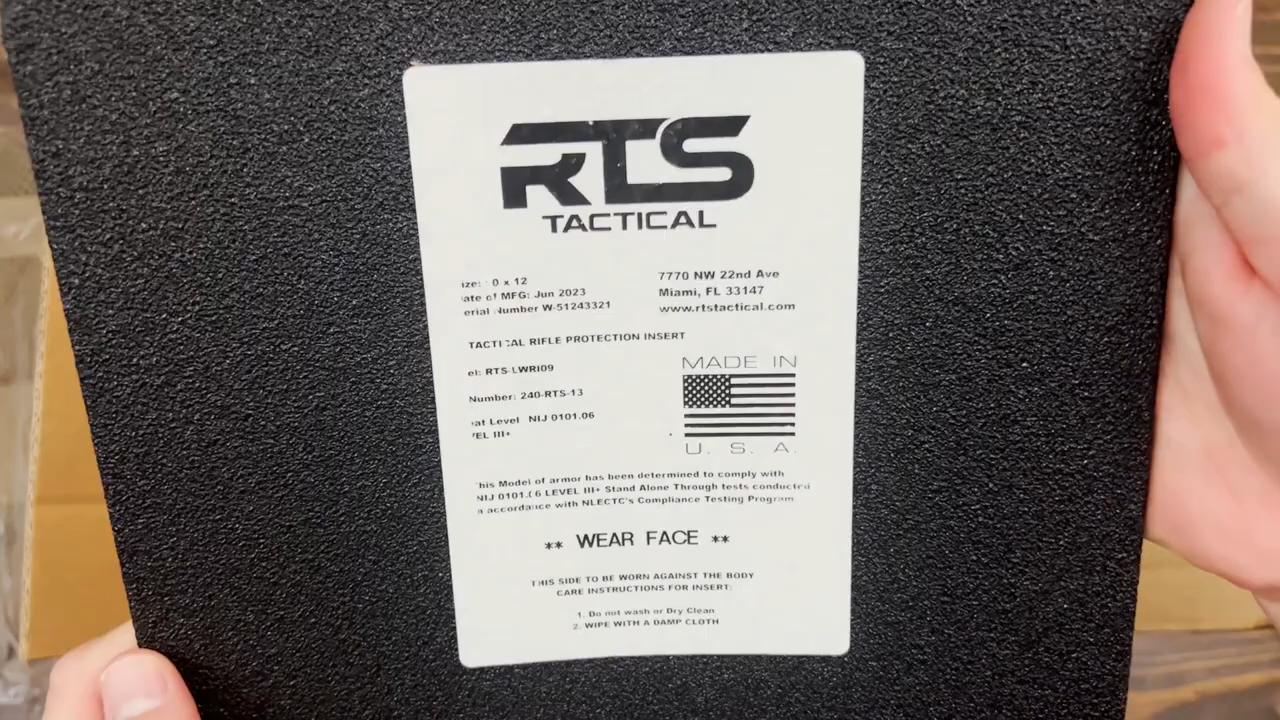 RTS
TACTICAL
ize: 0 x 12
ate of MFG: Jun 2023
erial Number W-51243321
7770 NW 22nd Ave
Miami, FL 33147
www.rtstactical.com
TACTICAL RIFLE PROTECTION INSERT
el: RTS-LWRI09
Number: 240-RTS-13
eat Level NIJ 0101.06
EL III+
MADE IN
U. S. A.
This Model of armor has been determined to comply with
NIJ 0101.06 LEVEL III+ Stand Alone Through tests conducted
n accordance with NLECTC's Compliance Testing Program
** WEAR FACE **
THIS SIDE TO BE WORN AGAINST THE BODY
CARE INSTRUCTIONS FOR INSERT:
1. Do not wash or Dry Clean
2. WIPE WITH A DAMP CLOTH